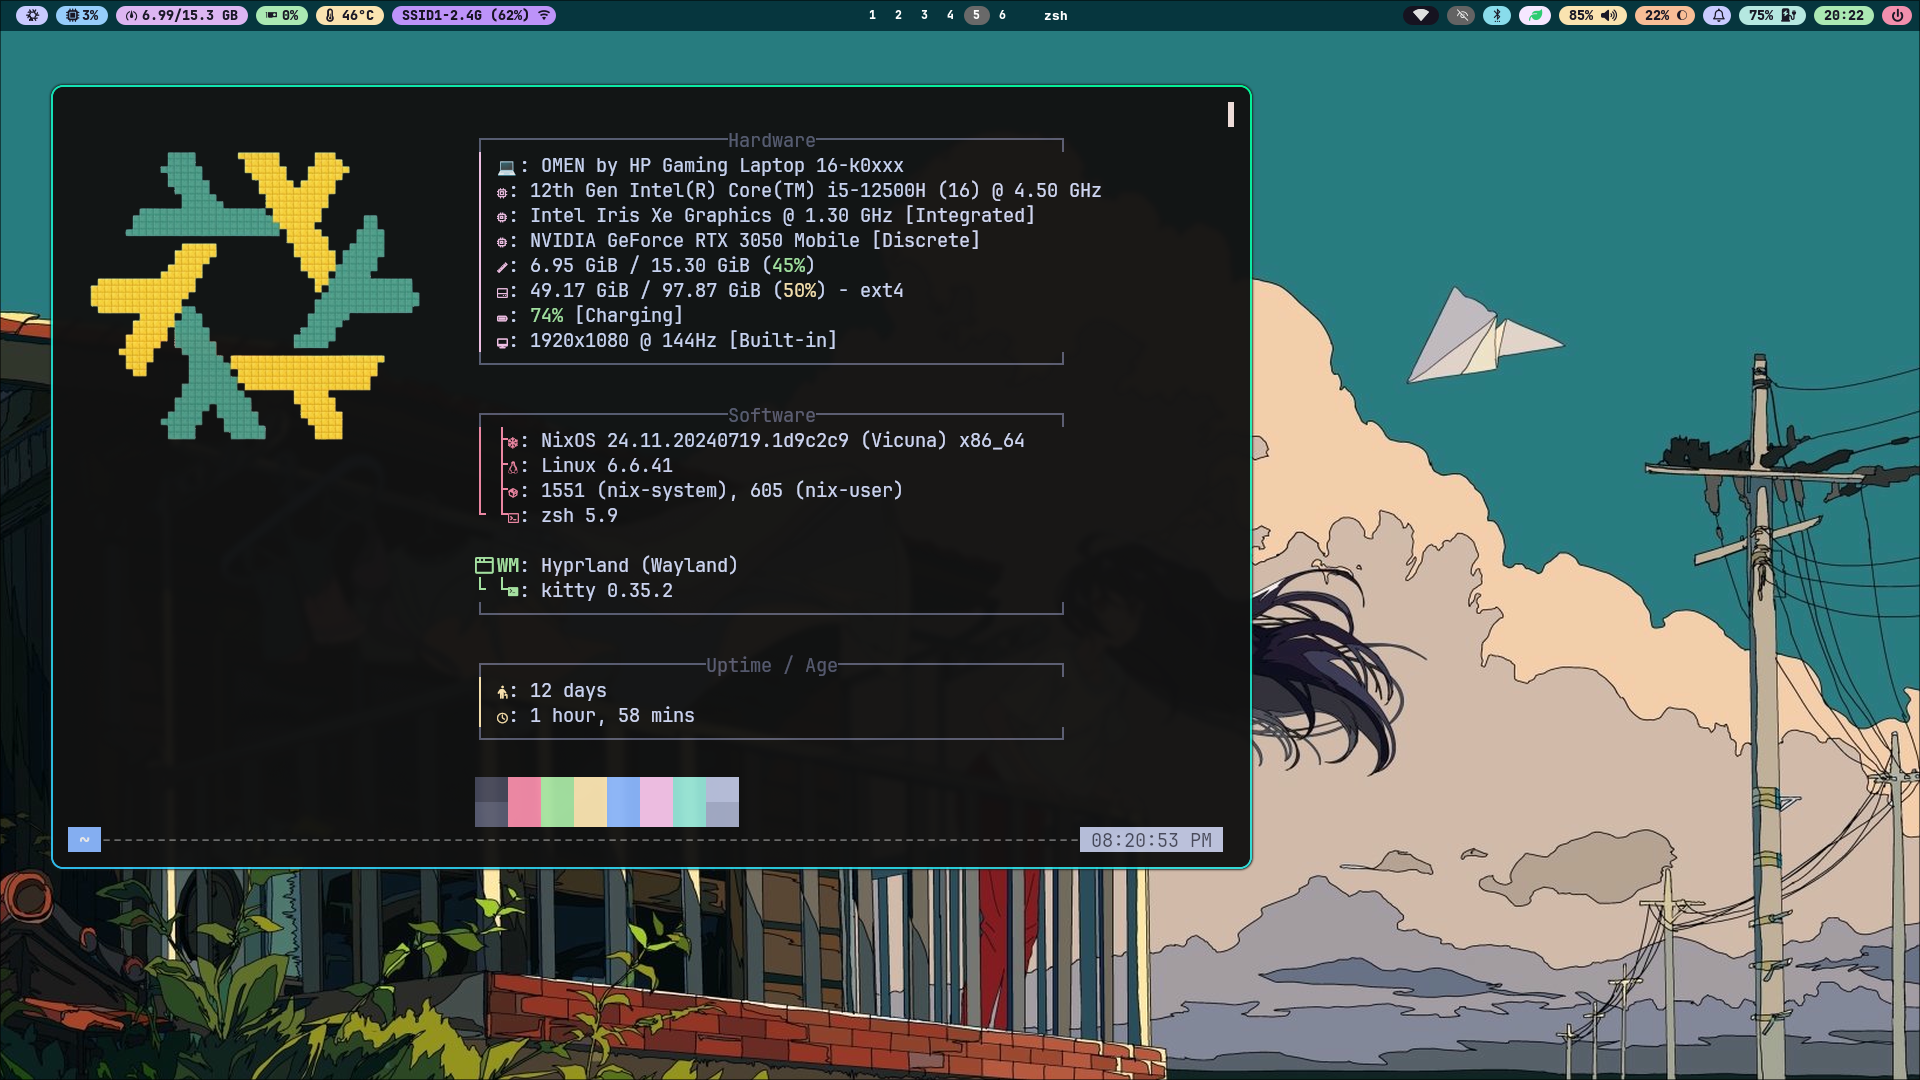 3% 6.99/15.3 GB 0% 46°C SSID1-2.4G (62%) 1 2 3 4 5 6 zsh 85% 22% 75% 20:22
Hardware
: OMEN by HP Gaming Laptop 16-k0xxx
: 12th Gen Intel(R) Core(TM) i5-12500H (16) @ 4.50 GHz
: Intel Iris Xe Graphics @ 1.30 GHz [Integrated]
: NVIDIA GeForce RTX 3050 Mobile [Discrete]
: 6.95 GiB / 15.30 GiB (45%)
: 49.17 GiB / 97.87 GiB (50%) - ext4
: 74% [Charging]
: 1920x1080 @ 144Hz [Built-in]
Software
: NixOS 24.11.20240719.1d9c2c9 (Vicuna) x86_64
: Linux 6.6.41
: 1551 (nix-system), 605 (nix-user)
: zsh 5.9
WM: Hyprland (Wayland)
: kitty 0.35.2
Uptime / Age
: 12 days
: 1 hour, 58 mins
~ 08:20:53 PM